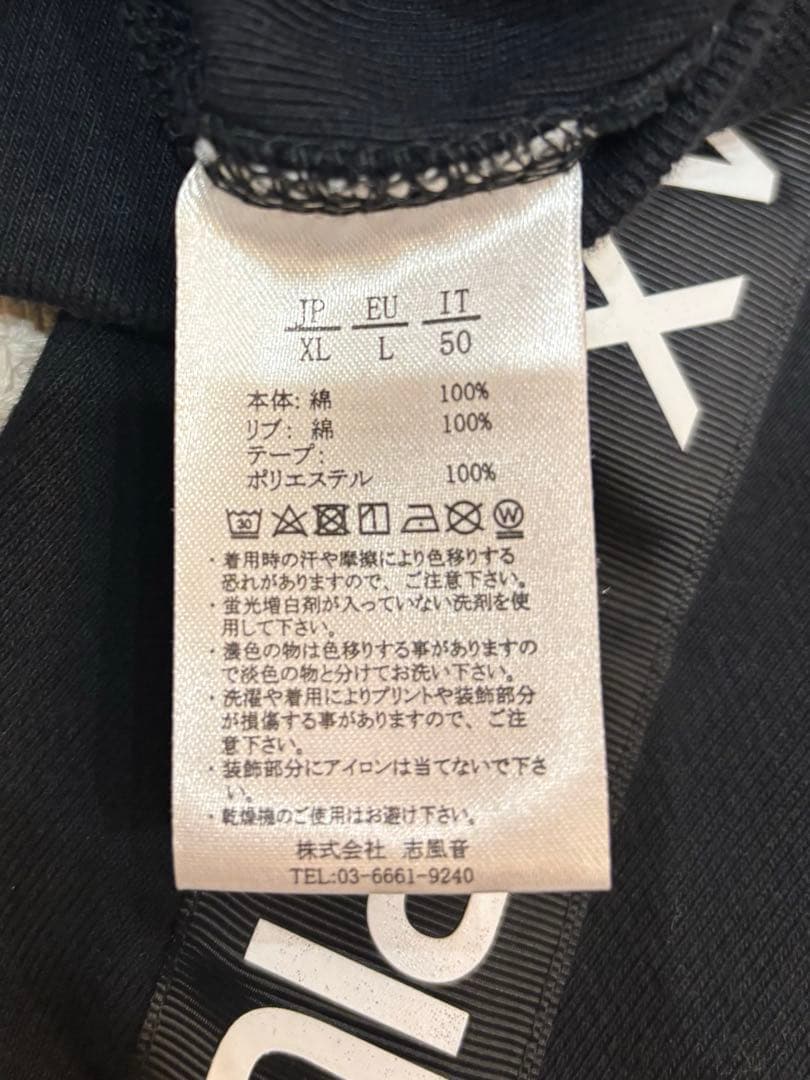 JP EU IT
XL L 50
本体: 綿 100%
リブ: 綿 100%
テープ:
ポリエステル 100%
30
W
・着用時の汗や摩擦により色移りする
恐れがありますので、ご注意下さい。
・蛍光増白剤が入っていない洗剤を使
用して下さい。
・濃色の物は色移りする事がありますの
で淡色の物と分けてお洗い下さい。
・洗濯や着用によりプリントや装飾部分
が損傷する事がありますので、ご注
意下さい。
・装飾部分にアイロンは当てないで下さ
い。
・乾燥機のご使用はお避け下さい。
株式会社 志風音
TEL:03-6661-9240